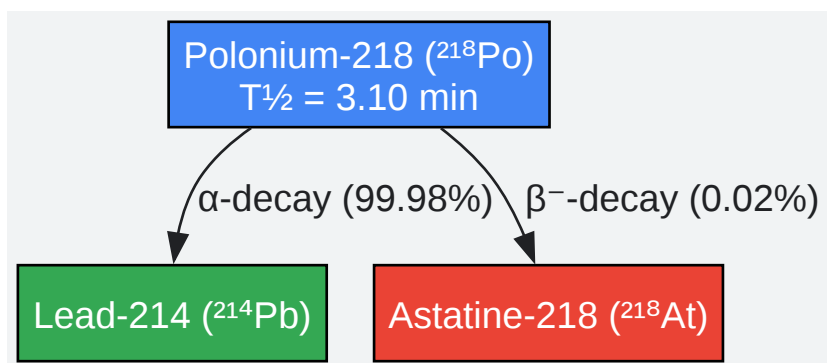 Polonium-218 (²¹⁸Po)
T½ = 3.10 min
α-decay (99.98%)
β⁻-decay (0.02%)
Lead-214 (²¹⁴Pb)
Astatine-218 (²¹⁸At)